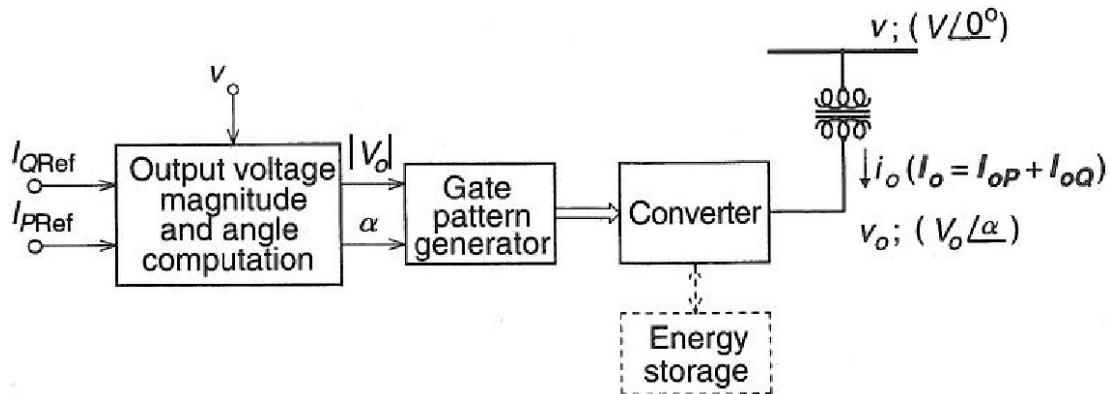 v; (V∠0°)
v
I_QRef
I_PRef
Output voltage
magnitude
and angle
computation
|V_o|
α
Gate
pattern
generator
Converter
i_o (I_o = I_oP + I_oQ)
v_o; (V_o∠α)
Energy
storage